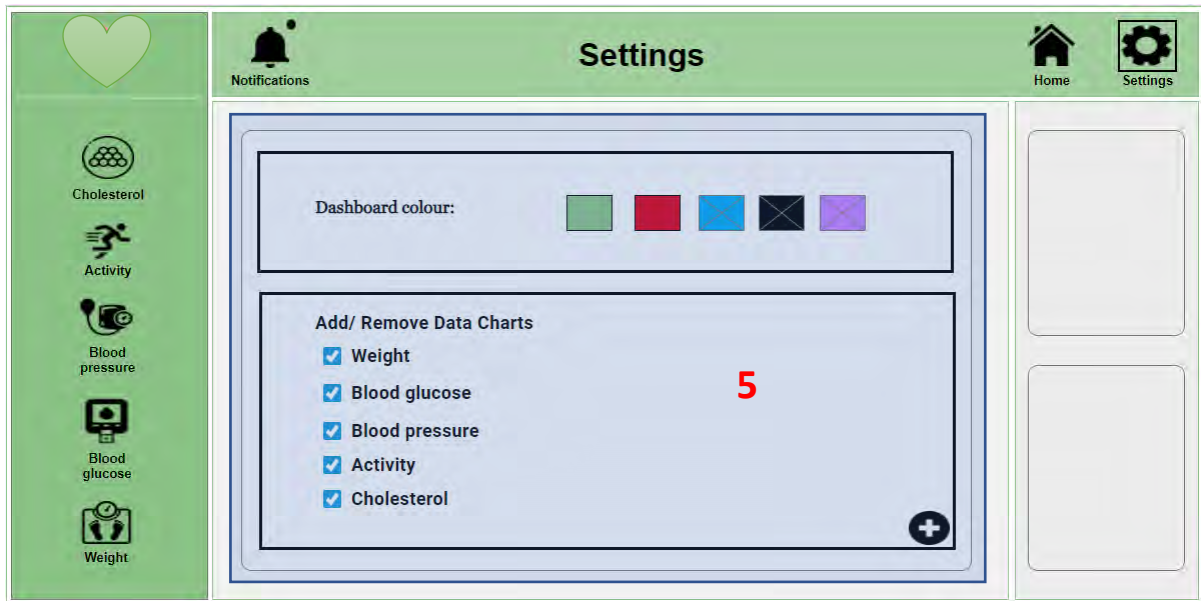 Notifications
Settings
Home
Settings
Cholesterol
Activity
Blood
pressure
Blood
glucose
Weight
Dashboard colour:
Add/ Remove Data Charts
Weight
Blood glucose
Blood pressure
Activity
Cholesterol
5